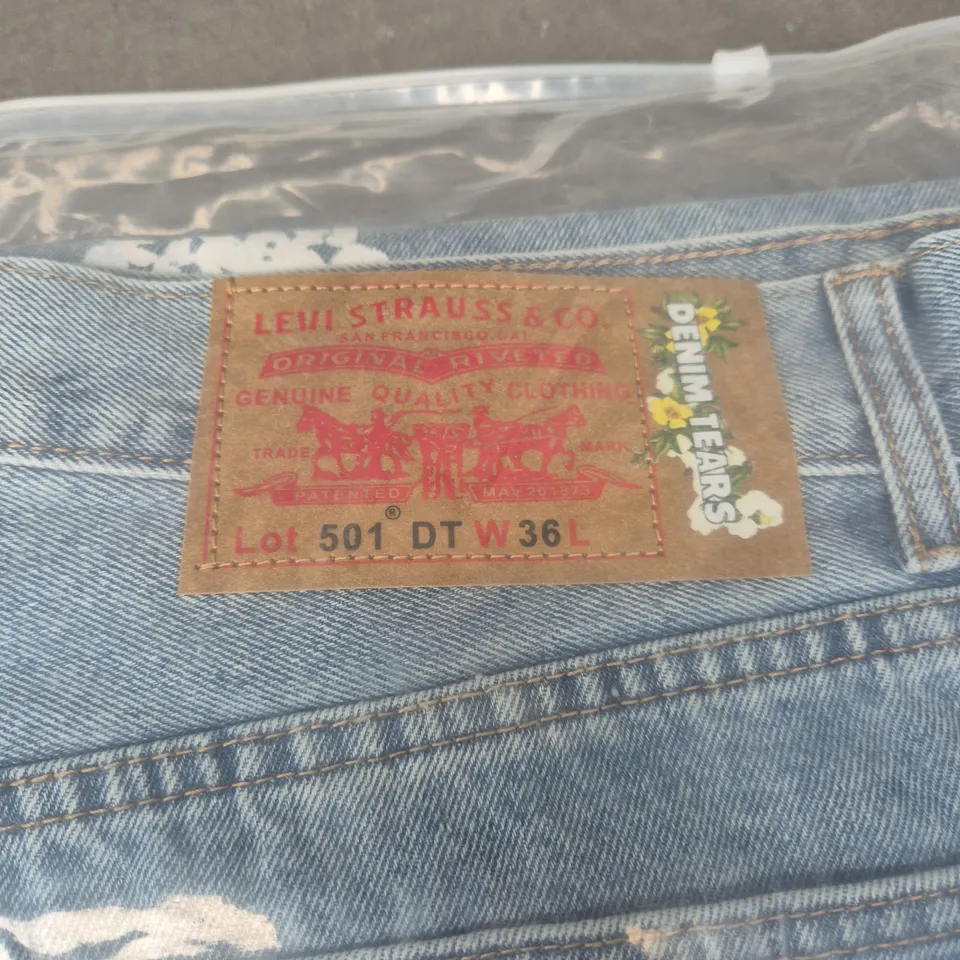 LEVI STRAUSS & CO.
SAN FRANCISCO. CAL
ORIGINAL RIVETED
GENUINE QUALITY CLOTHING
TRADE MARK
PATENTED MAY 20 1873
Lot 501® DT W 36 L
DENIM TEARS